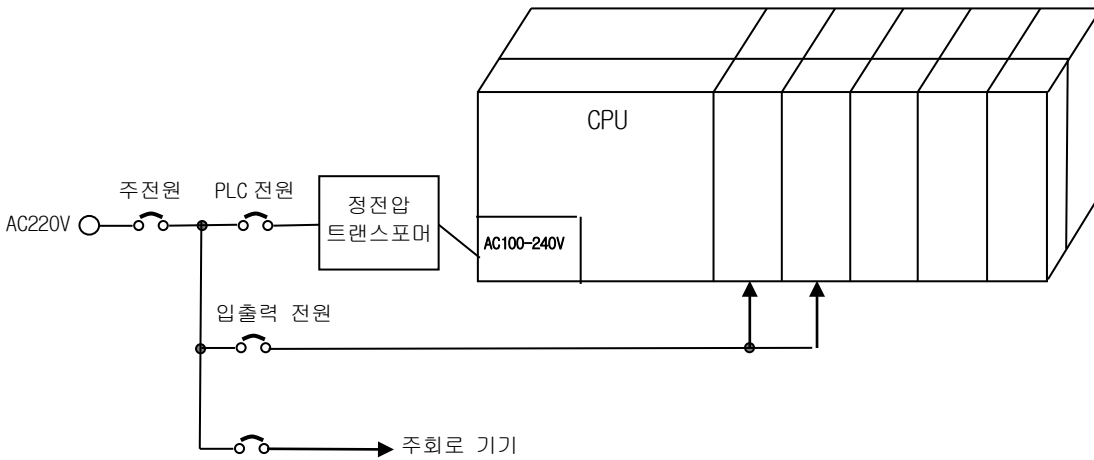 CPU
주전원
PLC 전원
정전압
트랜스포머
AC220V
AC100-240V
입출력 전원
주회로 기기